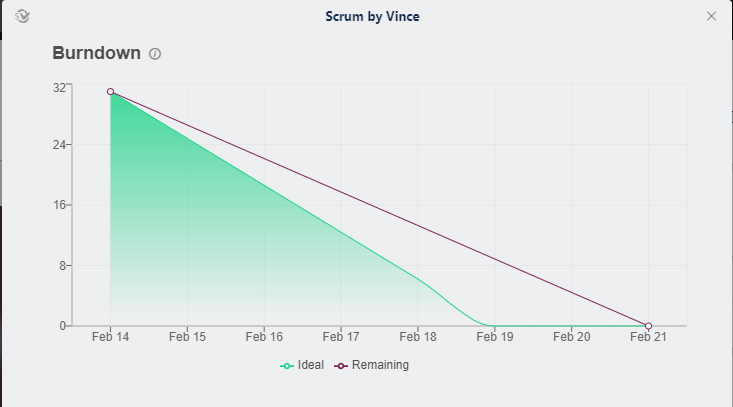 Scrum by Vince
Burndown
32
24
16
8
0
Feb 14 Feb 15 Feb 16 Feb 17 Feb 18 Feb 19 Feb 20 Feb 21
Ideal Remaining